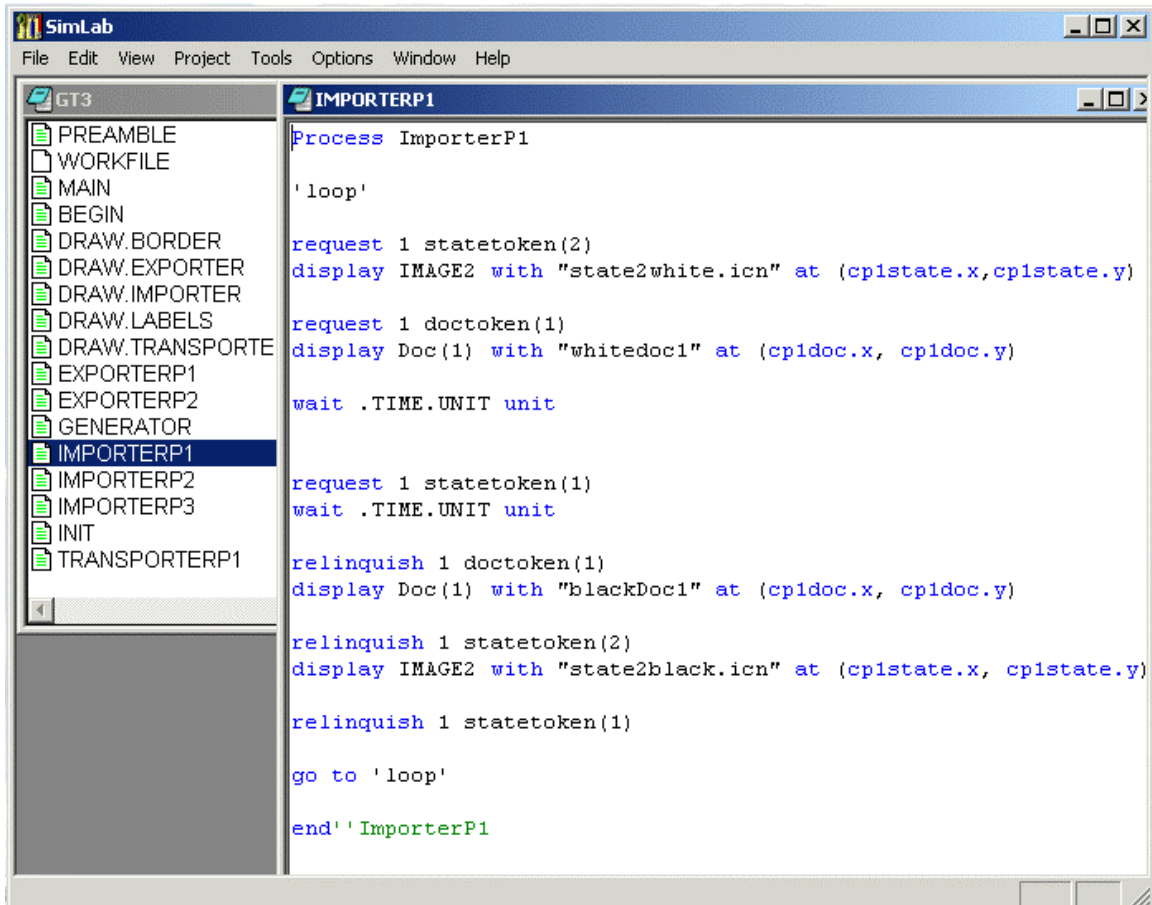 SimLab
File Edit View Project Tools Options Window Help
GT3
PREAMBLE
WORKFILE
MAIN
BEGIN
DRAW.BORDER
DRAW.EXPORTER
DRAW.IMPORTER
DRAW.LABELS
DRAW.TRANSPORTE
EXPORTERP1
EXPORTERP2
GENERATOR
IMPORTERP1
IMPORTERP2
IMPORTERP3
INIT
TRANSPORTERP1
IMPORTERP1
Process ImporterP1
'loop'
request 1 statetoken(2)
display IMAGE2 with "state2white.icn" at (cp1state.x,cp1state.y)
request 1 doctoken(1)
display Doc(1) with "whitedoc1" at (cp1doc.x, cp1doc.y)
wait .TIME.UNIT unit
request 1 statetoken(1)
wait .TIME.UNIT unit
relinquish 1 doctoken(1)
display Doc(1) with "blackDoc1" at (cp1doc.x, cp1doc.y)
relinquish 1 statetoken(2)
display IMAGE2 with "state2black.icn" at (cp1state.x, cp1state.y)
relinquish 1 statetoken(1)
go to 'loop'
end''ImporterP1